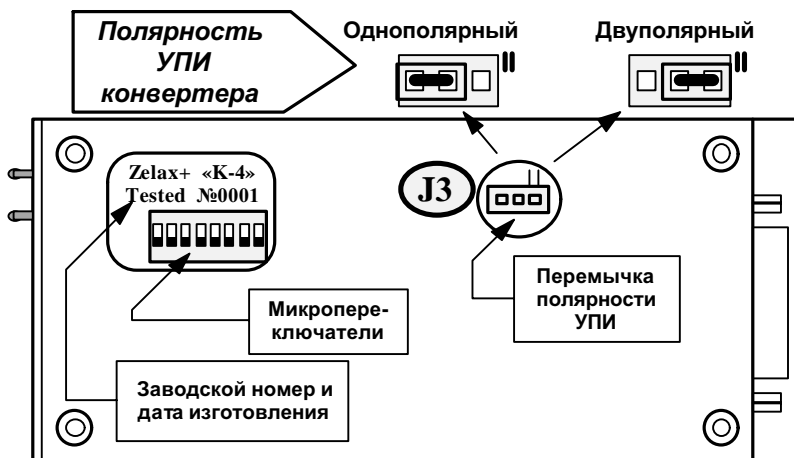 Полярность
УПИ
конвертера
Однополярный
Двуполярный
Zelax+ «K-4»
Tested №0001
J3
Микропере-
ключатели
Перемычка
полярности
УПИ
Заводской номер и
дата изготовления